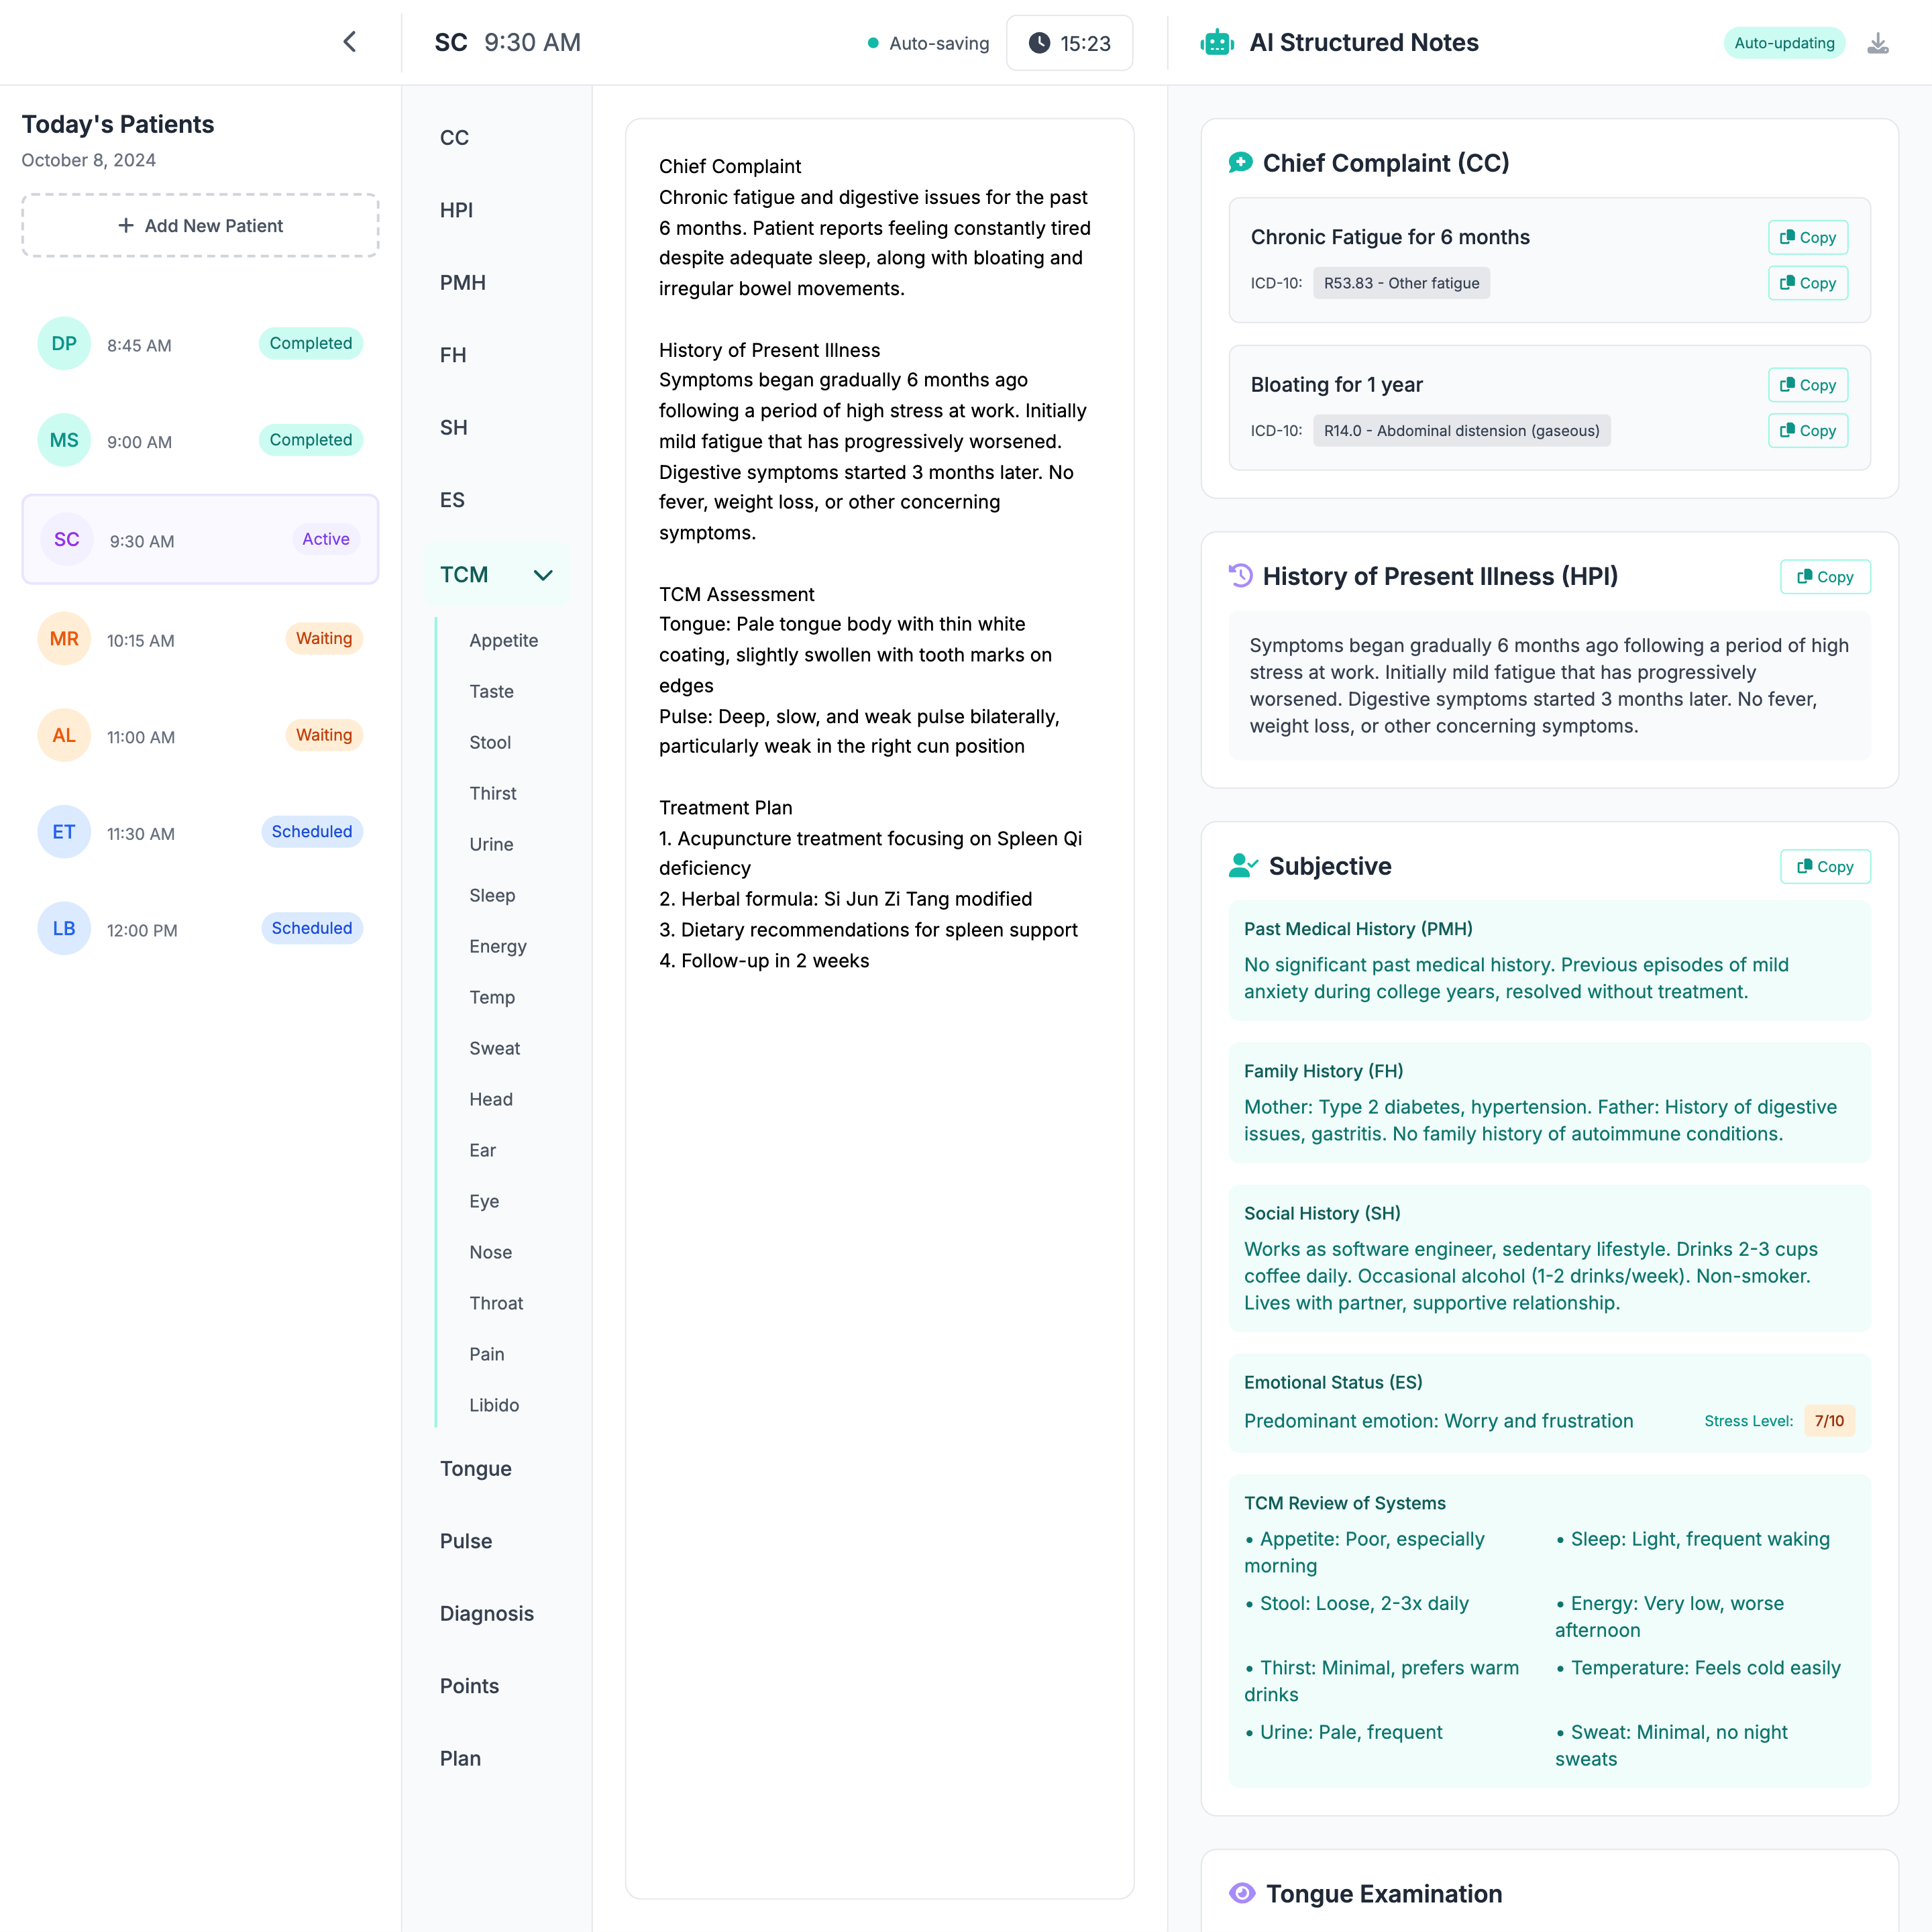 SC 9:30 AM
Auto-saving
15:23
AI Structured Notes
Auto-updating
Today's Patients
October 8, 2024
+ Add New Patient
DP 8:45 AM Completed
MS 9:00 AM Completed
SC 9:30 AM Active
MR 10:15 AM Waiting
AL 11:00 AM Waiting
ET 11:30 AM Scheduled
LB 12:00 PM Scheduled
CC
HPI
PMH
FH
SH
ES
TCM
Appetite
Taste
Stool
Thirst
Urine
Sleep
Energy
Temp
Sweat
Head
Ear
Eye
Nose
Throat
Pain
Libido
Tongue
Pulse
Diagnosis
Points
Plan
Chief Complaint
Chronic fatigue and digestive issues for the past
6 months. Patient reports feeling constantly tired
despite adequate sleep, along with bloating and
irregular bowel movements.
History of Present Illness
Symptoms began gradually 6 months ago
following a period of high stress at work. Initially
mild fatigue that has progressively worsened.
Digestive symptoms started 3 months later. No
fever, weight loss, or other concerning
symptoms.
TCM Assessment
Tongue: Pale tongue body with thin white
coating, slightly swollen with tooth marks on
edges
Pulse: Deep, slow, and weak pulse bilaterally,
particularly weak in the right cun position
Treatment Plan
1. Acupuncture treatment focusing on Spleen Qi
deficiency
2. Herbal formula: Si Jun Zi Tang modified
3. Dietary recommendations for spleen support
4. Follow-up in 2 weeks
Chief Complaint (CC)
Chronic Fatigue for 6 months Copy
ICD-10: R53.83 - Other fatigue Copy
Bloating for 1 year Copy
ICD-10: R14.0 - Abdominal distension (gaseous) Copy
History of Present Illness (HPI) Copy
Symptoms began gradually 6 months ago following a period of high
stress at work. Initially mild fatigue that has progressively
worsened. Digestive symptoms started 3 months later. No fever,
weight loss, or other concerning symptoms.
Subjective Copy
Past Medical History (PMH)
No significant past medical history. Previous episodes of mild
anxiety during college years, resolved without treatment.
Family History (FH)
Mother: Type 2 diabetes, hypertension. Father: History of digestive
issues, gastritis. No family history of autoimmune conditions.
Social History (SH)
Works as software engineer, sedentary lifestyle. Drinks 2-3 cups
coffee daily. Occasional alcohol (1-2 drinks/week). Non-smoker.
Lives with partner, supportive relationship.
Emotional Status (ES)
Predominant emotion: Worry and frustration Stress Level: 7/10
TCM Review of Systems
• Appetite: Poor, especially
morning
• Sleep: Light, frequent waking
• Stool: Loose, 2-3x daily
• Energy: Very low, worse
afternoon
• Thirst: Minimal, prefers warm
drinks
• Temperature: Feels cold easily
• Urine: Pale, frequent
• Sweat: Minimal, no night
sweats
Tongue Examination